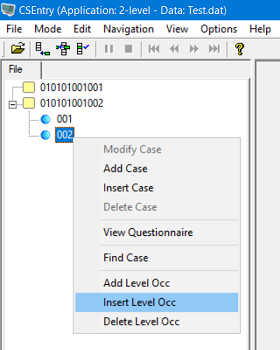 CSEntry (Application: 2-level - Data: Test.dat)
File Mode Edit Navigation View Options Help
File
010101001001
010101001002
001
002
Modify Case
Add Case
Insert Case
Delete Case
View Questionnaire
Find Case
Add Level Occ
Insert Level Occ
Delete Level Occ